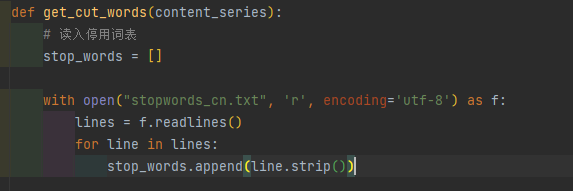 def get_cut_words(content_series):
    # 读入停用词表
    stop_words = []

    with open("stopwords_cn.txt", 'r', encoding='utf-8') as f:
        lines = f.readlines()
        for line in lines:
            stop_words.append(line.strip())